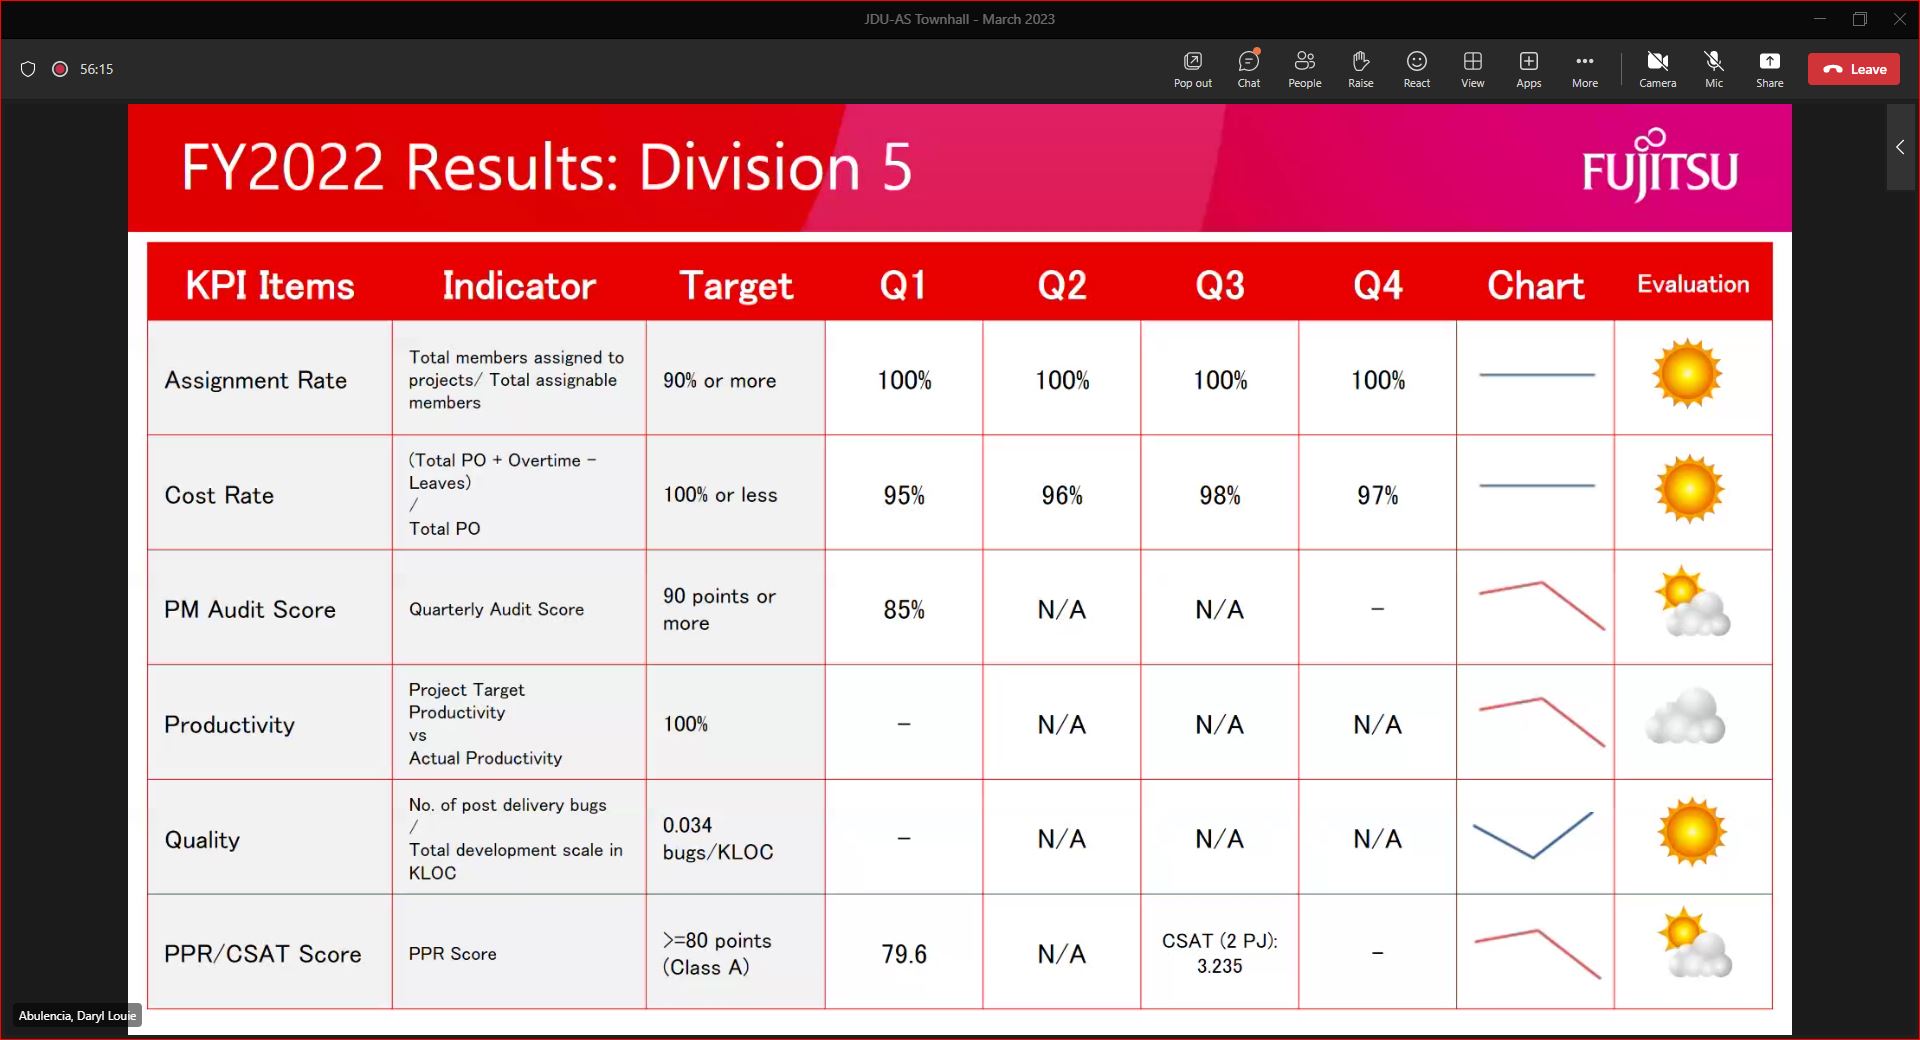 JDU-AS Townhall - March 2023
56:15
Pop out
Chat
People
Raise
React
View
Apps
More
Camera
Mic
Share
Leave
FY2022 Results: Division 5
FUJITSU
KPI Items Indicator Target Q1 Q2 Q3 Q4 Chart Evaluation
Assignment Rate
Total members assigned to
projects/ Total assignable
members
90% or more
100%
100%
100%
100%
Cost Rate
(Total PO + Overtime -
Leaves)
/
Total PO
100% or less
95%
96%
98%
97%
PM Audit Score
Quarterly Audit Score
90 points or
more
85%
N/A
N/A
-
Productivity
Project Target
Productivity
vs
Actual Productivity
100%
-
N/A
N/A
N/A
Quality
No. of post delivery bugs
/
Total development scale in
KLOC
0.034
bugs/KLOC
-
N/A
N/A
N/A
PPR/CSAT Score
PPR Score
>=80 points
(Class A)
79.6
N/A
CSAT (2 PJ):
3.235
-
Abulencia, Daryl Louie